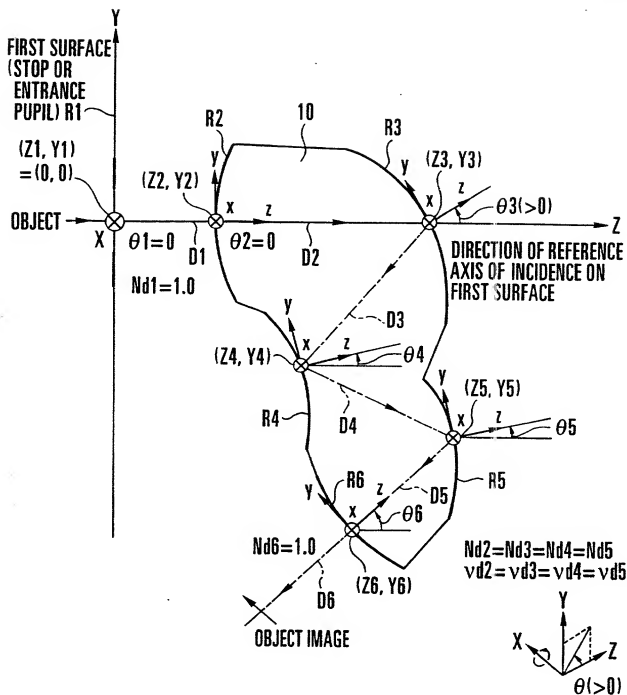 Y
FIRST SURFACE
(STOP OR
ENTRANCE
PUPIL) R1
(Z1, Y1)
=(0, 0)
(Z2, Y2)
R2
10
R3
(Z3, Y3)
y
y
x
z
x
z
θ3(>0)
OBJECT
X
θ1=0
D1
θ2=0
D2
Z
DIRECTION OF REFERENCE
AXIS OF INCIDENCE ON
FIRST SURFACE
Nd1=1.0
D3
y
x
z
(Z4, Y4)
θ4
y
(Z5, Y5)
x
z
D4
R4
θ5
D5
R5
y
R6
z
x
θ6
Nd6=1.0
(Z6, Y6)
D6
OBJECT IMAGE
Nd2=Nd3=Nd4=Nd5
νd2=νd3=νd4=νd5
Y
X
Z
θ(>0)